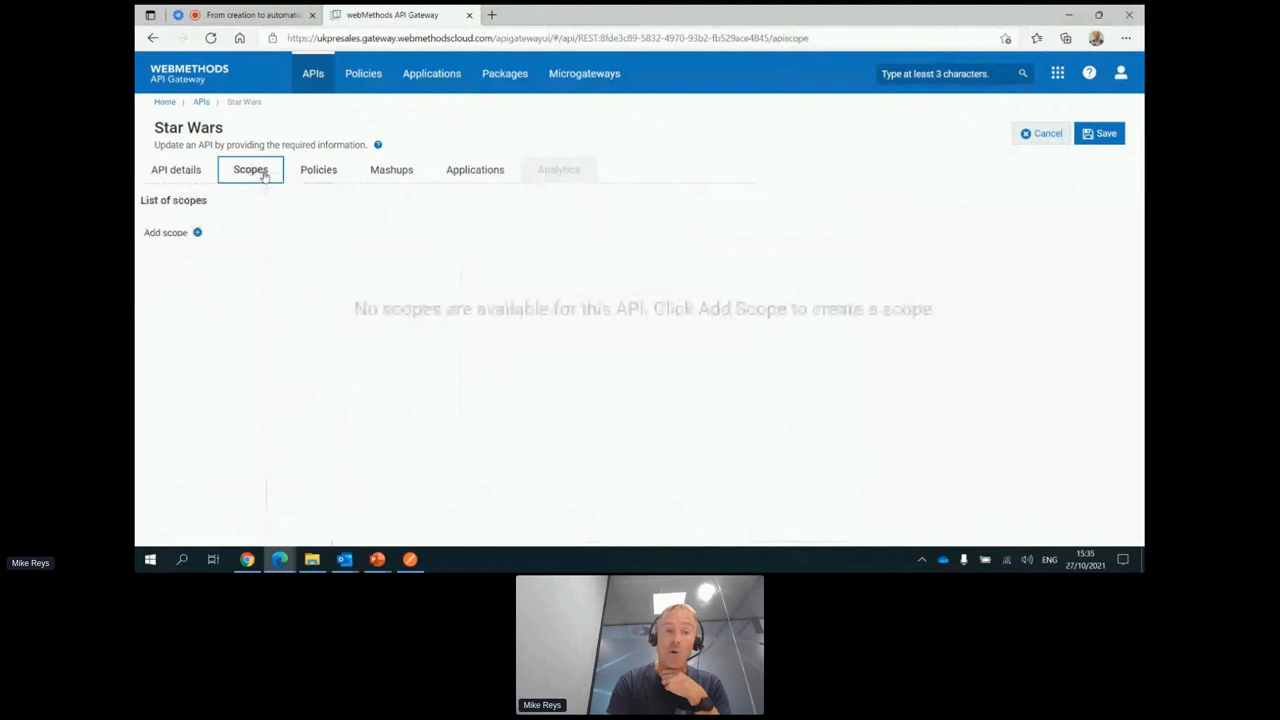 From creation to automatic
webMethods API Gateway
https://ukpresales.gateway.webmethodscloud.com/apigatewayui/#/api/REST:8fde3c89-5832-4970-93b2-fb529ace4845/apiscope
WEBMETHODS
API Gateway
APIs
Policies
Applications
Packages
Microgateways
Type at least 3 characters.
Home
APIs
Star Wars
Star Wars
Update an API by providing the required information.
Cancel
Save
API details
Scopes
Policies
Mashups
Applications
Analytics
List of scopes
Add scope
No scopes are available for this API. Click Add Scope to create a scope
ENG
15:35
27/10/2021
Mike Reys
Mike Reys